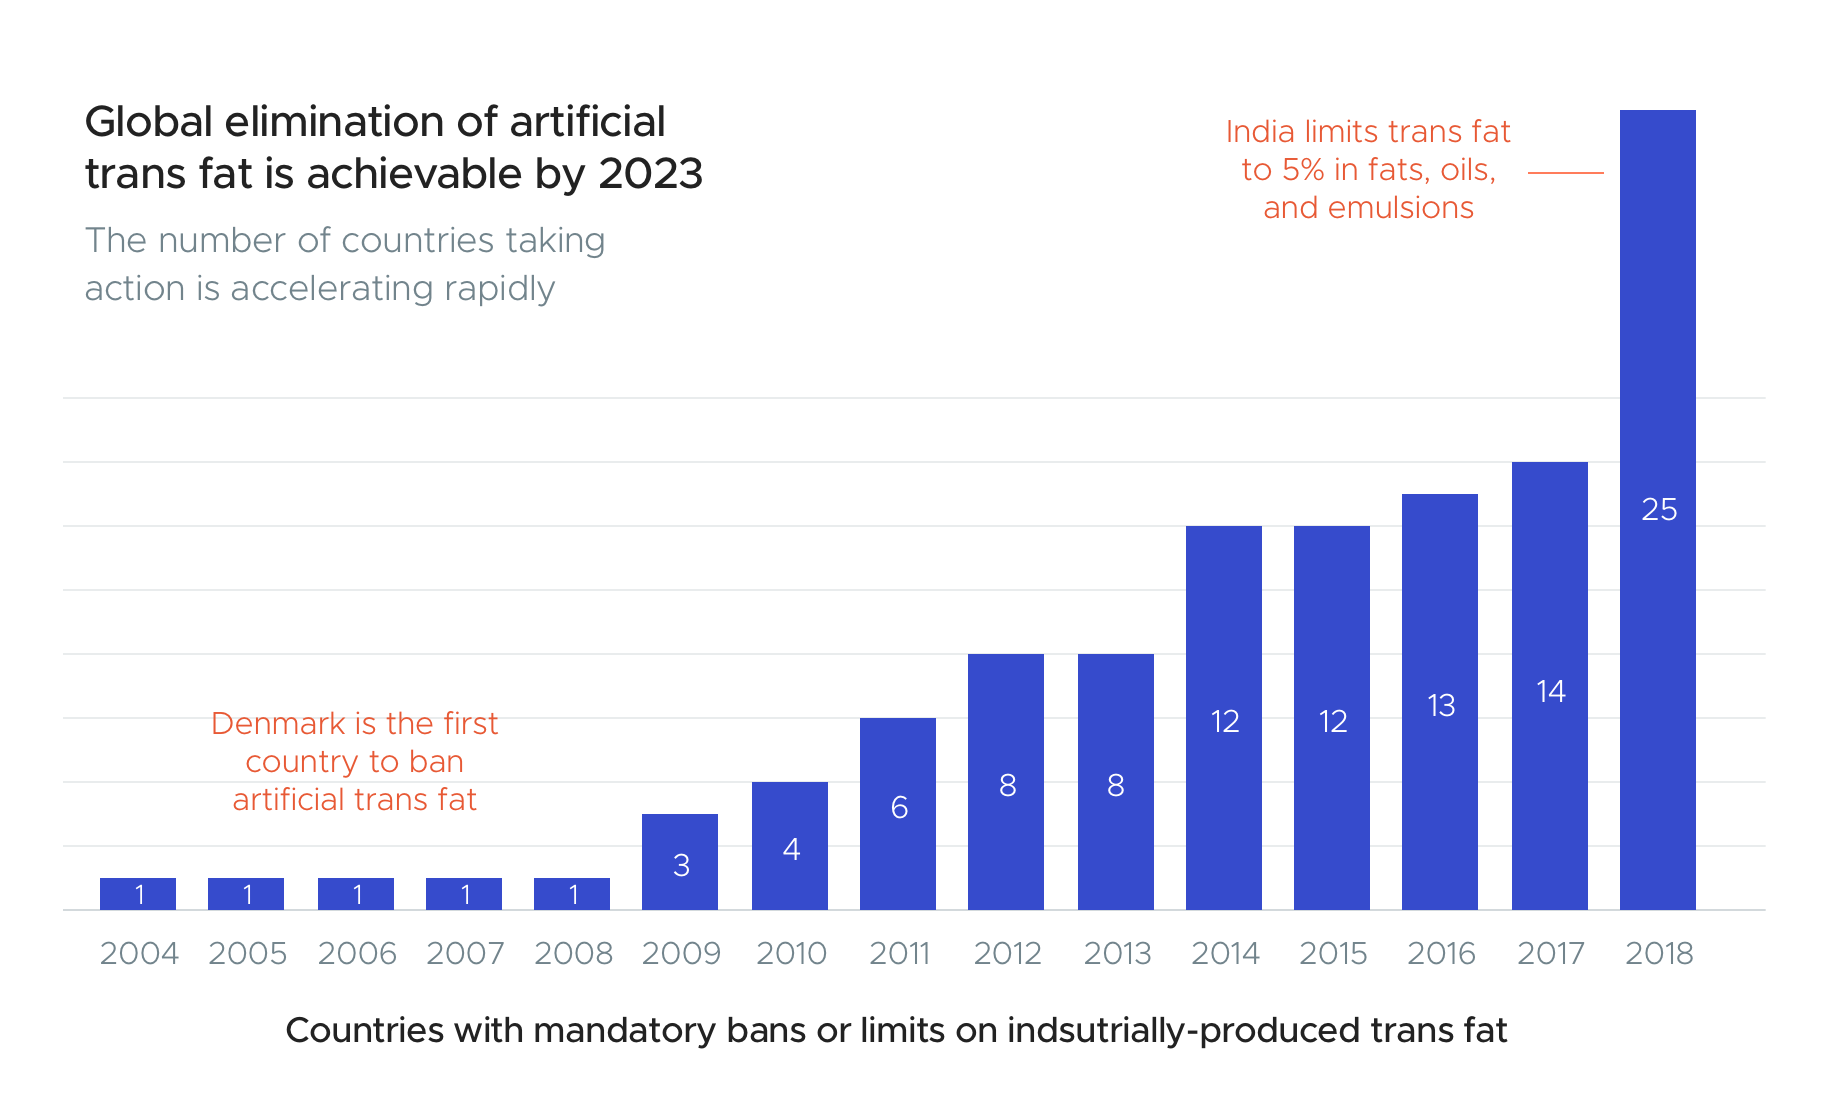 Global elimination of artificial
trans fat is achievable by 2023
The number of countries taking
action is accelerating rapidly
India limits trans fat
to 5% in fats, oils,
and emulsions
Denmark is the first
country to ban
artificial trans fat
1 1 1 1 1 3 4 6 8 8 12 12 13 14 25
2004 2005 2006 2007 2008 2009 2010 2011 2012 2013 2014 2015 2016 2017 2018
Countries with mandatory bans or limits on indsutrially-produced trans fat